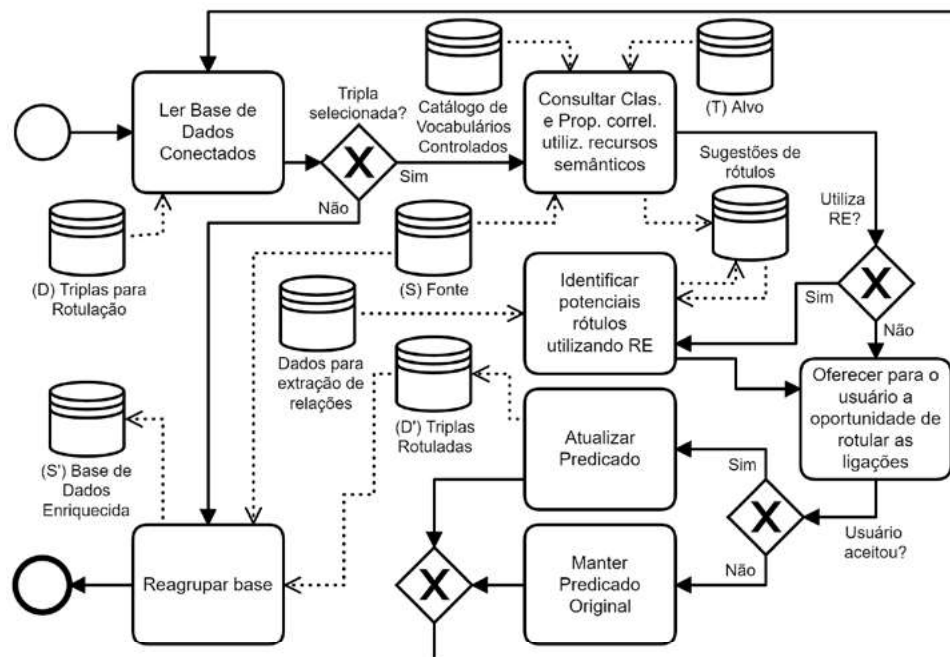 Ler Base de
Dados
Conectados
Tripla
selecionada?
X
Sim
Não
Catálogo de
Vocabulários
Controlados
Consultar Clas.
e Prop. correl.
utiliz. recursos
semânticos
(T) Alvo
Sugestões de
rótulos
Utiliza
RE?
X
Sim
Não
(D) Triplas para
Rotulação
(S) Fonte
Identificar
potenciais
rótulos
utilizando RE
Dados para
extração de
relações
Oferecer para o
usuário a
oportunidade de
rotular as
ligações
(D') Triplas
Rotuladas
Atualizar
Predicado
Sim
X
Não
Usuário
aceitou?
(S') Base de
Dados
Enriquecida
Reagrupar base
X
Manter
Predicado
Original